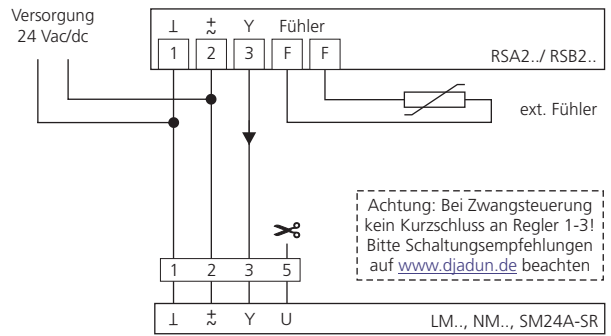 Versorgung
24 Vac/dc
⊥ ± ~ Y Fühler
1 2 3 F F
RSA2../ RSB2..
ext. Fühler
Achtung: Bei Zwangsteuerung
kein Kurzschluss an Regler 1-3!
Bitte Schaltungsempfehlungen
auf www.djadun.de beachten
1 2 3 5
⊥ ± ~ Y U
LM.., NM.., SM24A-SR